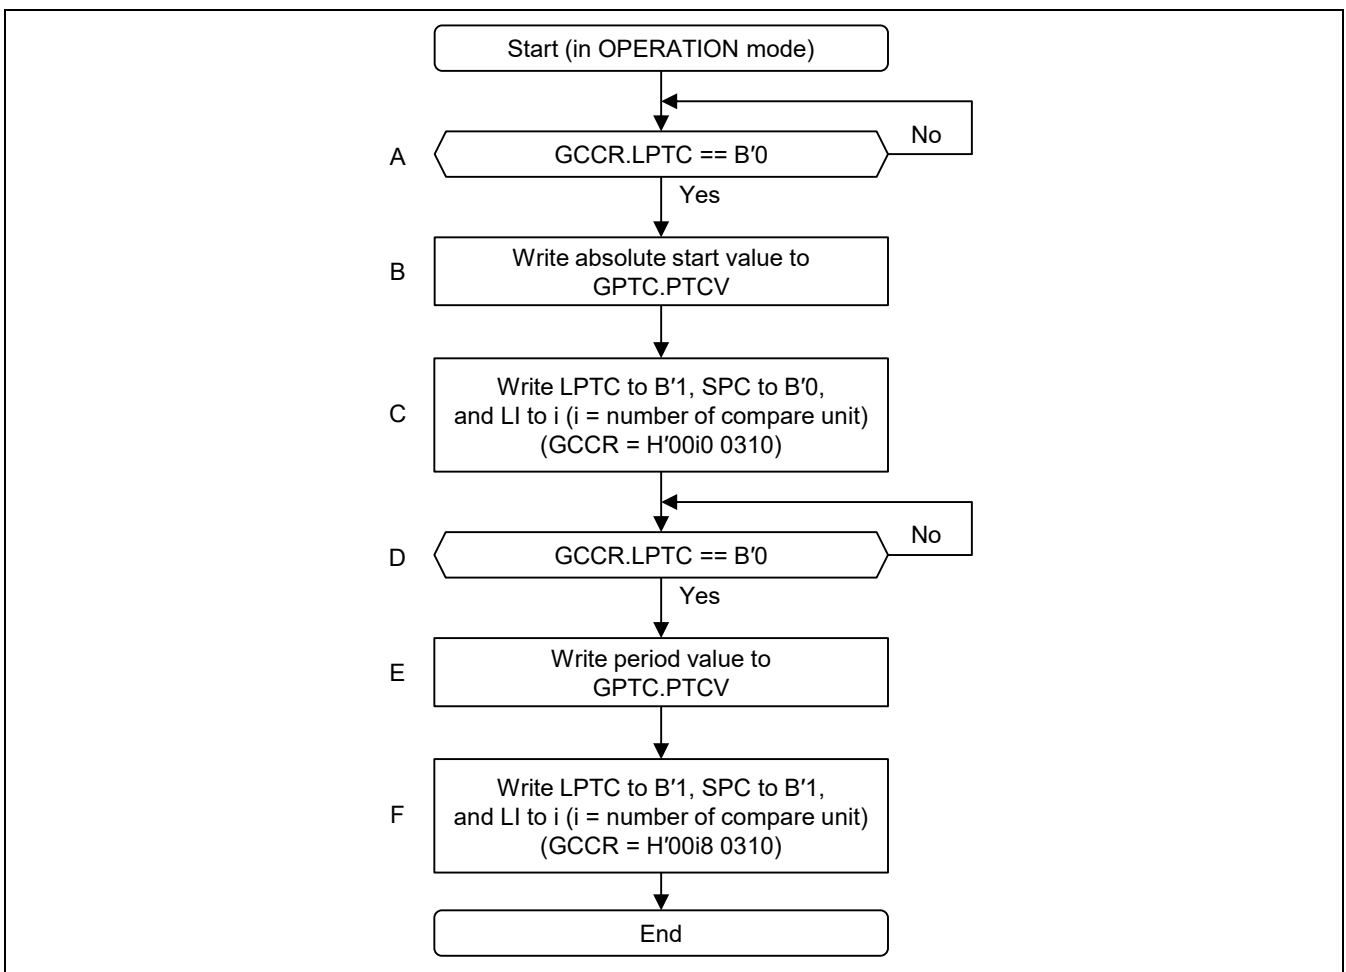 Start (in OPERATION mode)
No
A
GCCR.LPTC == B′0
Yes
B
Write absolute start value to
GPTC.PTCV
C
Write LPTC to B′1, SPC to B′0,
and LI to i (i = number of compare unit)
(GCCR = H′00i0 0310)
No
D
GCCR.LPTC == B′0
Yes
E
Write period value to
GPTC.PTCV
F
Write LPTC to B′1, SPC to B′1,
and LI to i (i = number of compare unit)
(GCCR = H′00i8 0310)
End